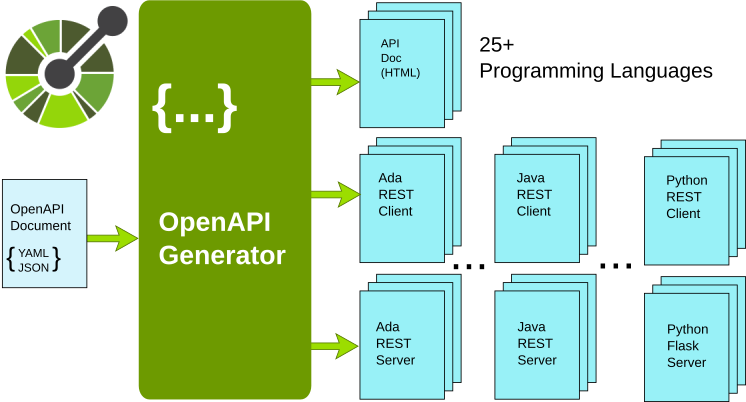 OpenAPI
Document
{ YAML
JSON }
{...}
OpenAPI
Generator
API
Doc
(HTML)
25+
Programming Languages
Ada
REST
Client
Java
REST
Client
Python
REST
Client
...
...
Ada
REST
Server
Java
REST
Server
Python
Flask
Server